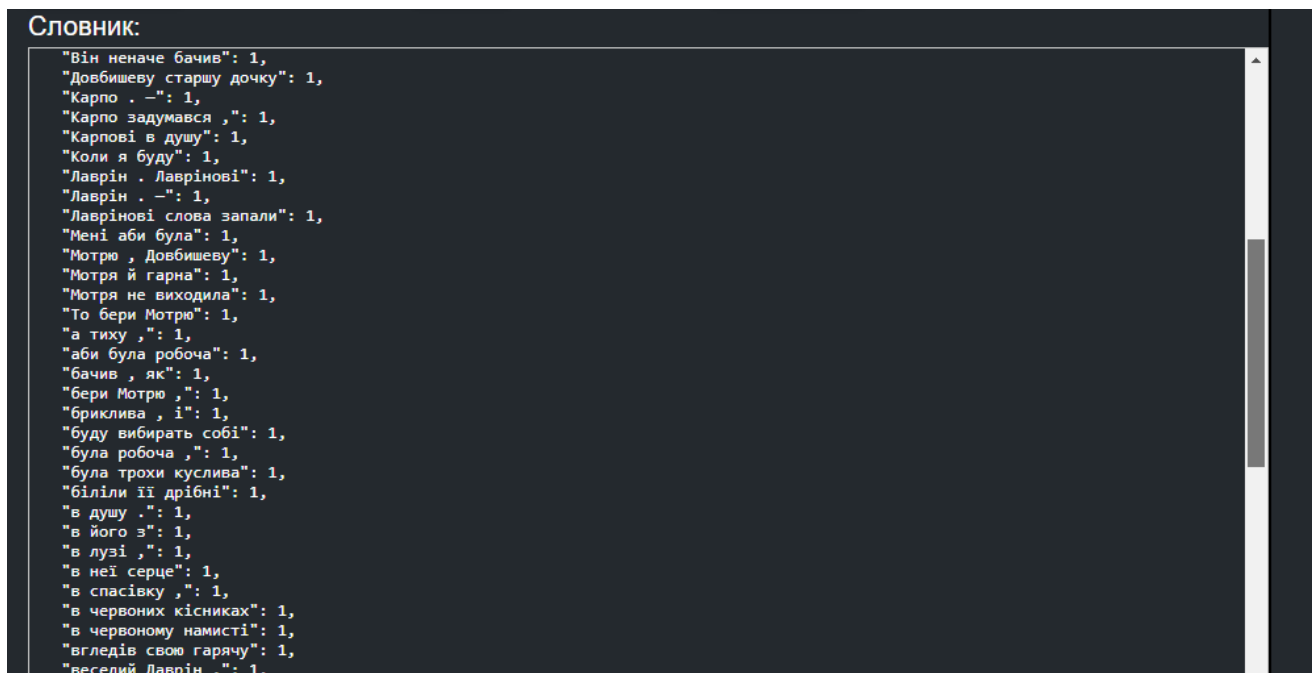 Словник:
"Він неначе бачив": 1,
"Довбишеву старшу дочку": 1,
"Карпо . —": 1,
"Карпо задумався ,": 1,
"Карпові в душу": 1,
"Коли я буду": 1,
"Лаврін . Лаврінові": 1,
"Лаврін . —": 1,
"Лаврінові слова запали": 1,
"Мені аби була": 1,
"Мотрю , Довбишеву": 1,
"Мотря й гарна": 1,
"Мотря не виходила": 1,
"То бери Мотрю": 1,
"а тиху ,": 1,
"аби була робоча": 1,
"бачив , як": 1,
"бери Мотрю ,": 1,
"бриклива , і": 1,
"буду вибирать собі": 1,
"була робоча ,": 1,
"була трохи куслива": 1,
"біліли її дрібні": 1,
"в душу .": 1,
"в його з": 1,
"в лузі ,": 1,
"в неї серце": 1,
"в спасівку ,": 1,
"в червоних кісниках": 1,
"в червоному намисті": 1,
"вгледів свою гарячу": 1,
"веселий Лаврін .": 1,